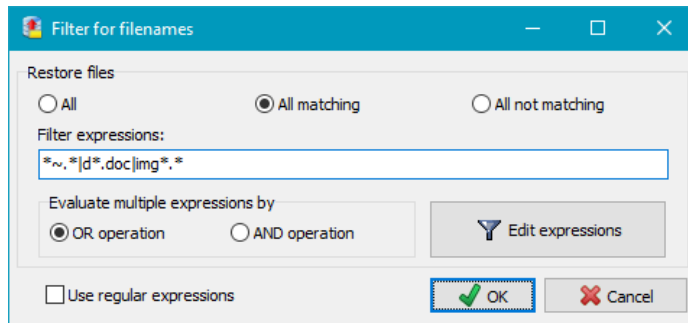 Filter for filenames
Restore files
All All matching All not matching
Filter expressions:
*~.*|d*.doc|img*.*
Evaluate multiple expressions by
OR operation AND operation Edit expressions
Use regular expressions OK Cancel